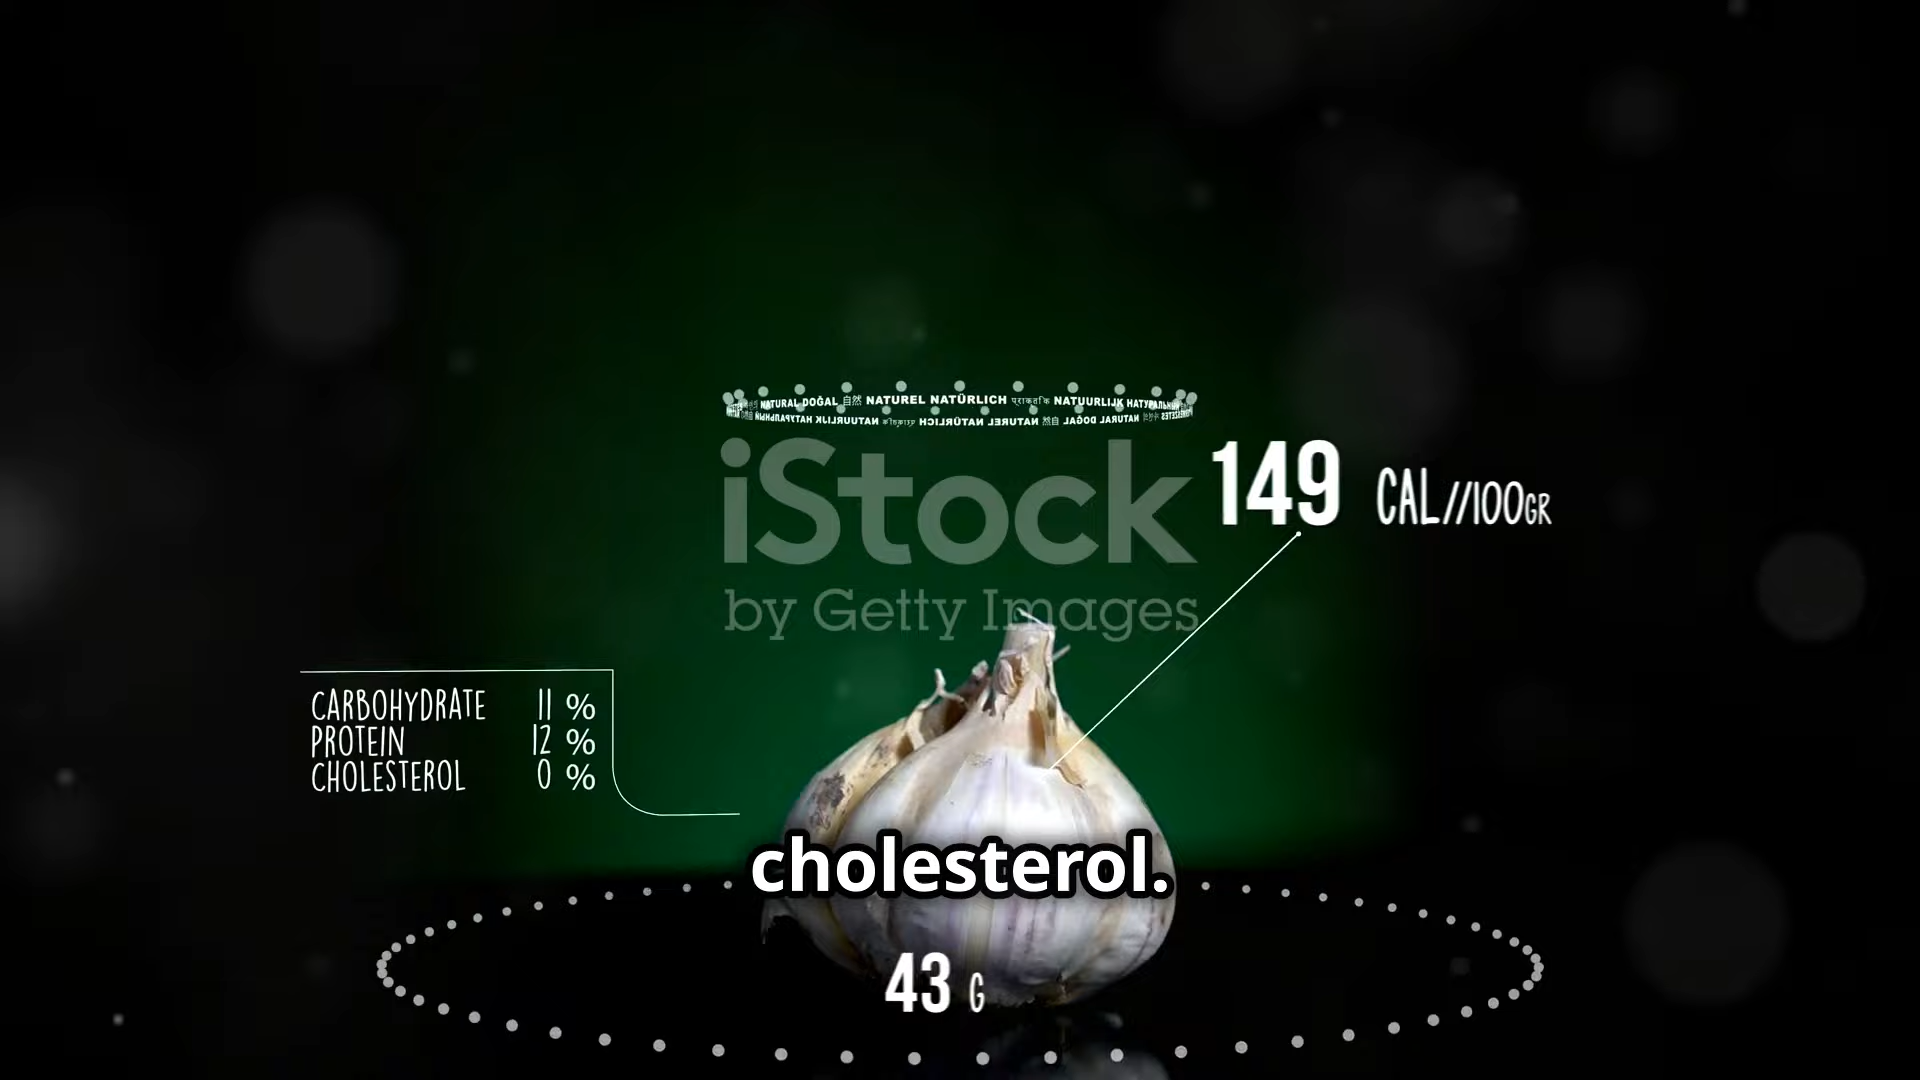 NATURAL DOĞAL 自然 NATUREL NATÜRLICH प्राकृतिक NATUURLIJK НАТУРАЛЬНЫЙ
iStock
by Getty Images
149 CAL//100GR
CARBOHYDRATE 11 %
PROTEIN 12 %
CHOLESTEROL 0 %
cholesterol.
43 G